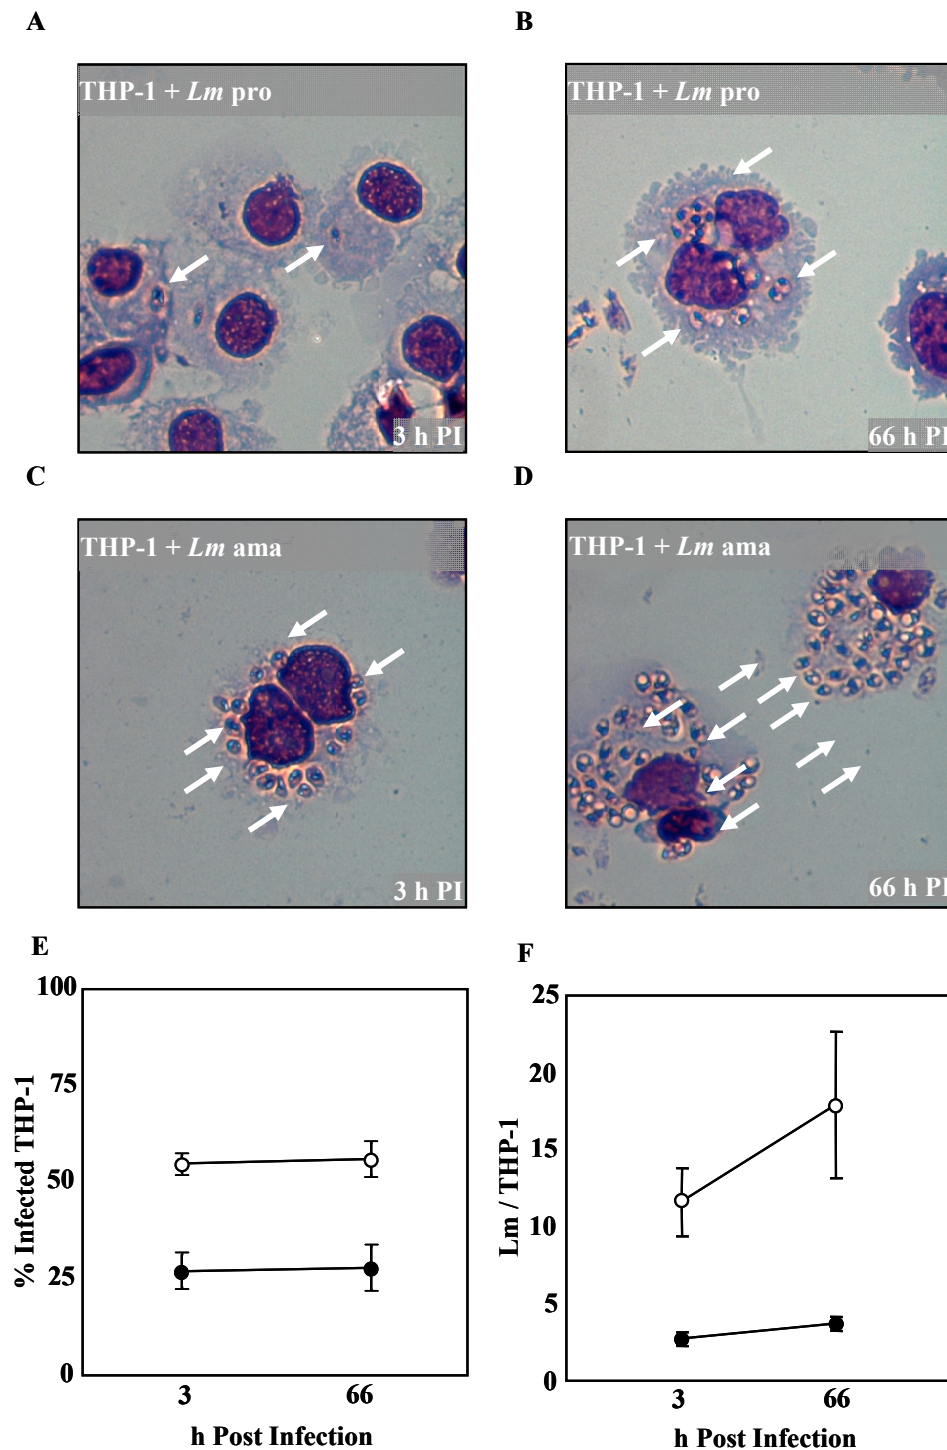 A
B
THP-1 + Lm pro
THP-1 + Lm pro
3 h PI
66 h PI
C
D
THP-1 + Lm ama
THP-1 + Lm ama
3 h PI
66 h PI
E
F
100
75
50
25
0
% Infected THP-1
3
66
h Post Infection
25
20
15
10
5
0
Lm / THP-1
3
66
h Post Infection